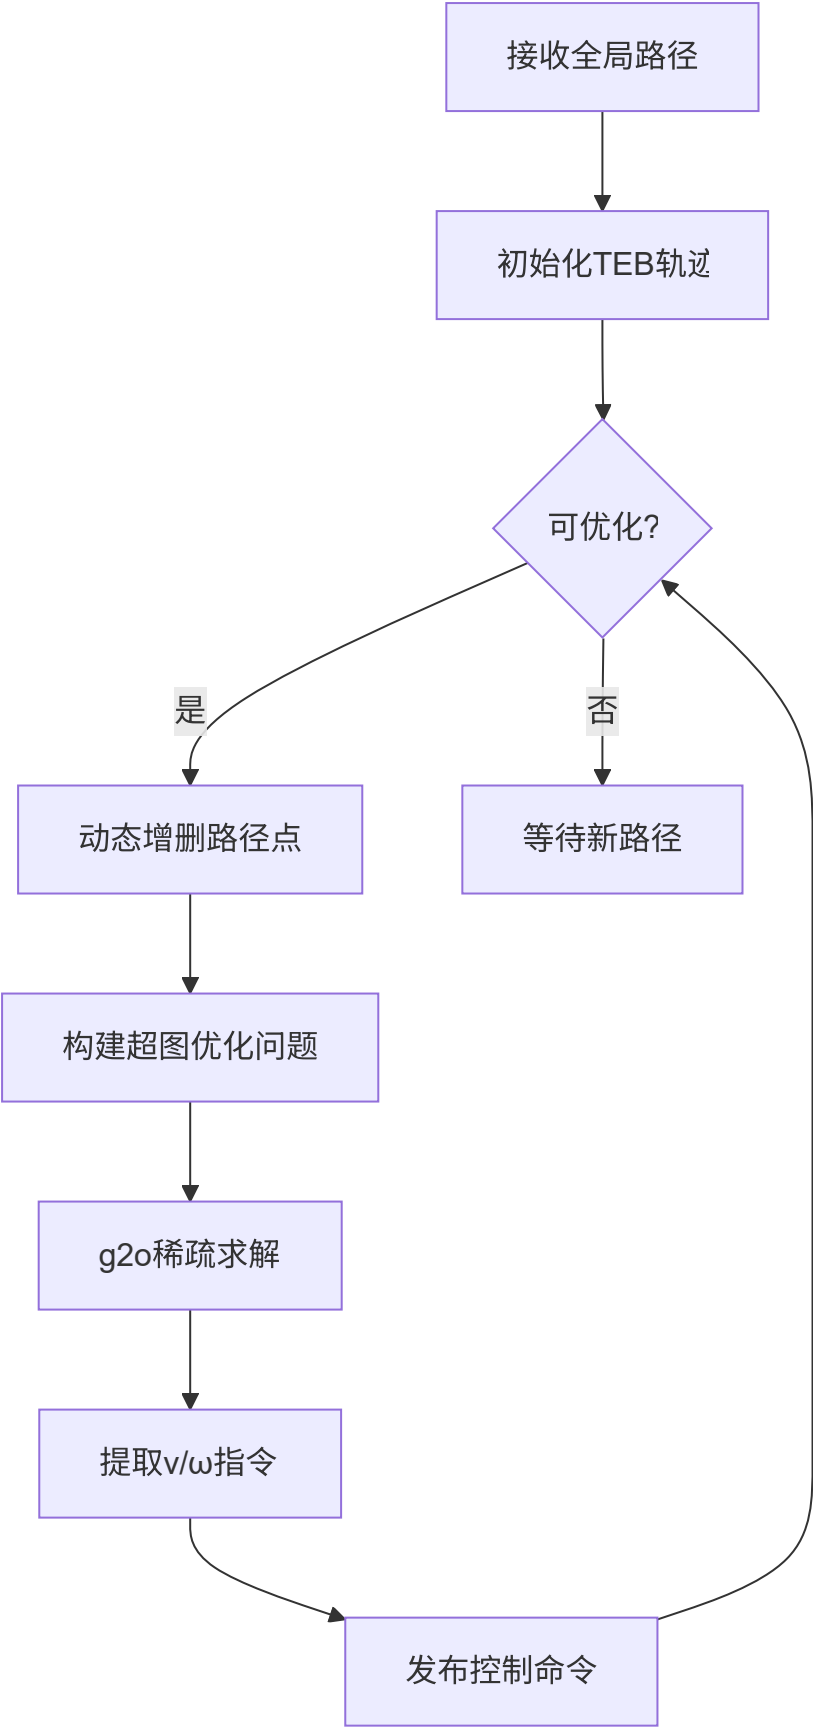 接收全局路径
初始化TEB轨迹
可优化?
是
否
动态增删路径点
等待新路径
构建超图优化问题
g2o稀疏求解
提取v/ω指令
发布控制命令